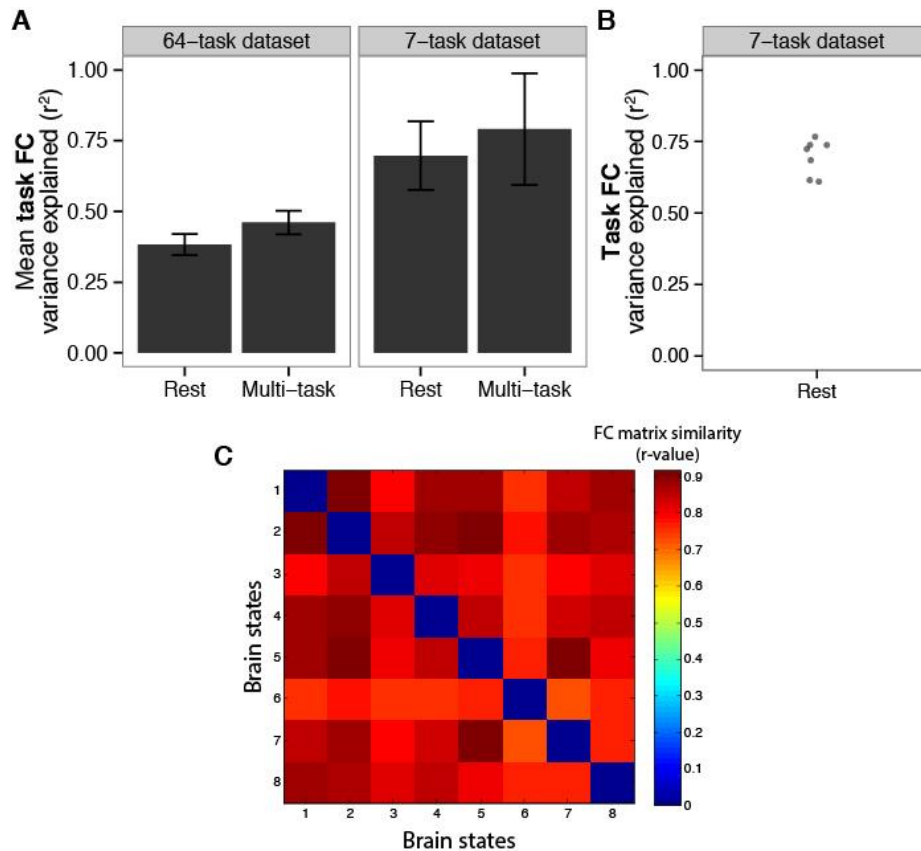 A
64–task dataset
7–task dataset
Mean task FC
variance explained (r²)
1.00
0.75
0.50
0.25
0.00
Rest
Multi–task
Rest
Multi–task
B
7–task dataset
Task FC
variance explained (r²)
1.00
0.75
0.50
0.25
0.00
Rest
C
FC matrix similarity
(r-value)
Brain states
1
2
3
4
5
6
7
8
1 2 3 4 5 6 7 8
Brain states
0.9
0.8
0.7
0.6
0.5
0.4
0.3
0.2
0.1
0